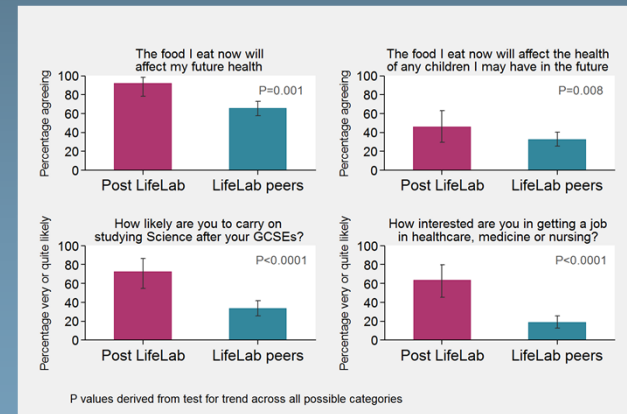 The food I eat now will
affect my future health
Percentage agreeing
100
80
60
40
20
0
P=0.001
Post LifeLab
LifeLab peers
The food I eat now will affect the health
of any children I may have in the future
Percentage agreeing
100
80
60
40
20
0
P=0.008
Post LifeLab
LifeLab peers
How likely are you to carry on
studying Science after your GCSEs?
Percentage very or quite likely
100
80
60
40
20
0
P<0.0001
Post LifeLab
LifeLab peers
How interested are you in getting a job
in healthcare, medicine or nursing?
Percentage very or quite likely
100
80
60
40
20
0
P<0.0001
Post LifeLab
LifeLab peers
P values derived from test for trend across all possible categories